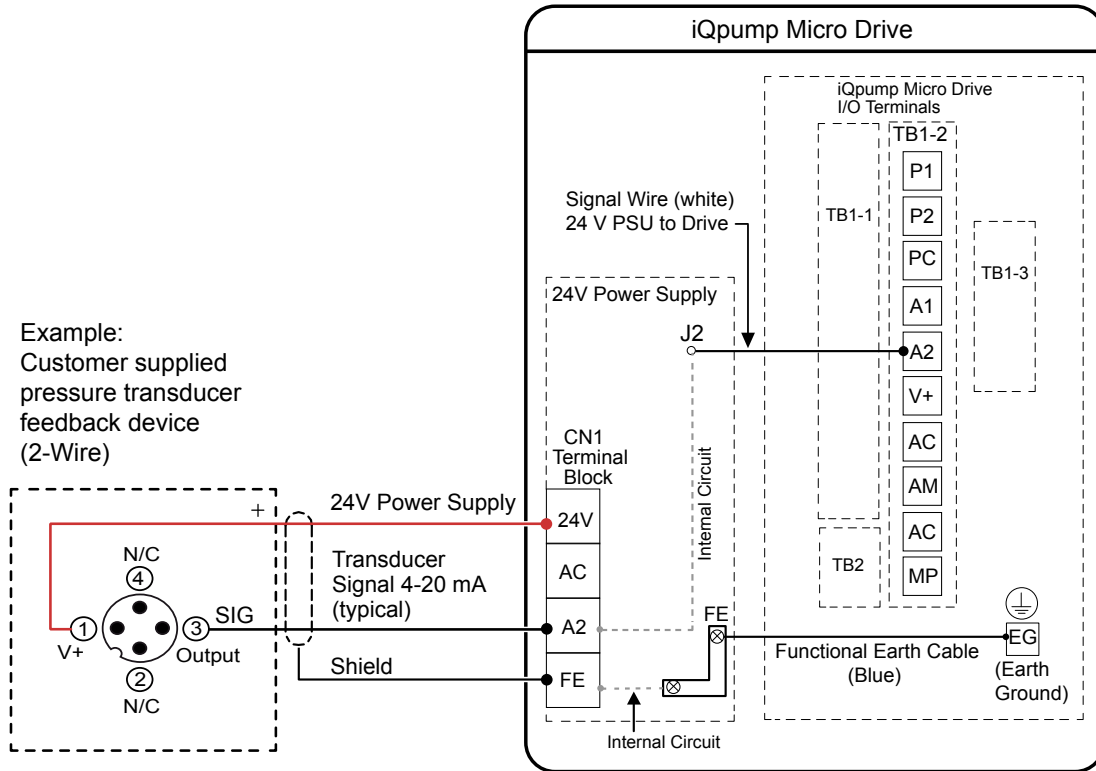 iQpump Micro Drive
iQpump Micro Drive
I/O Terminals
TB1-2
P1
P2
PC
A1
A2
V+
AC
AM
AC
MP
TB1-1
TB1-3
TB2
Signal Wire (white)
24 V PSU to Drive
24V Power Supply
J2
CN1
Terminal
Block
24V
AC
A2
FE
Internal Circuit
FE
Internal Circuit
Functional Earth Cable
(Blue)
EG
(Earth
Ground)
Example:
Customer supplied
pressure transducer
feedback device
(2-Wire)
+
24V Power Supply
Transducer
Signal 4-20 mA
(typical)
Shield
N/C
4
1
V+
3
SIG
Output
2
N/C